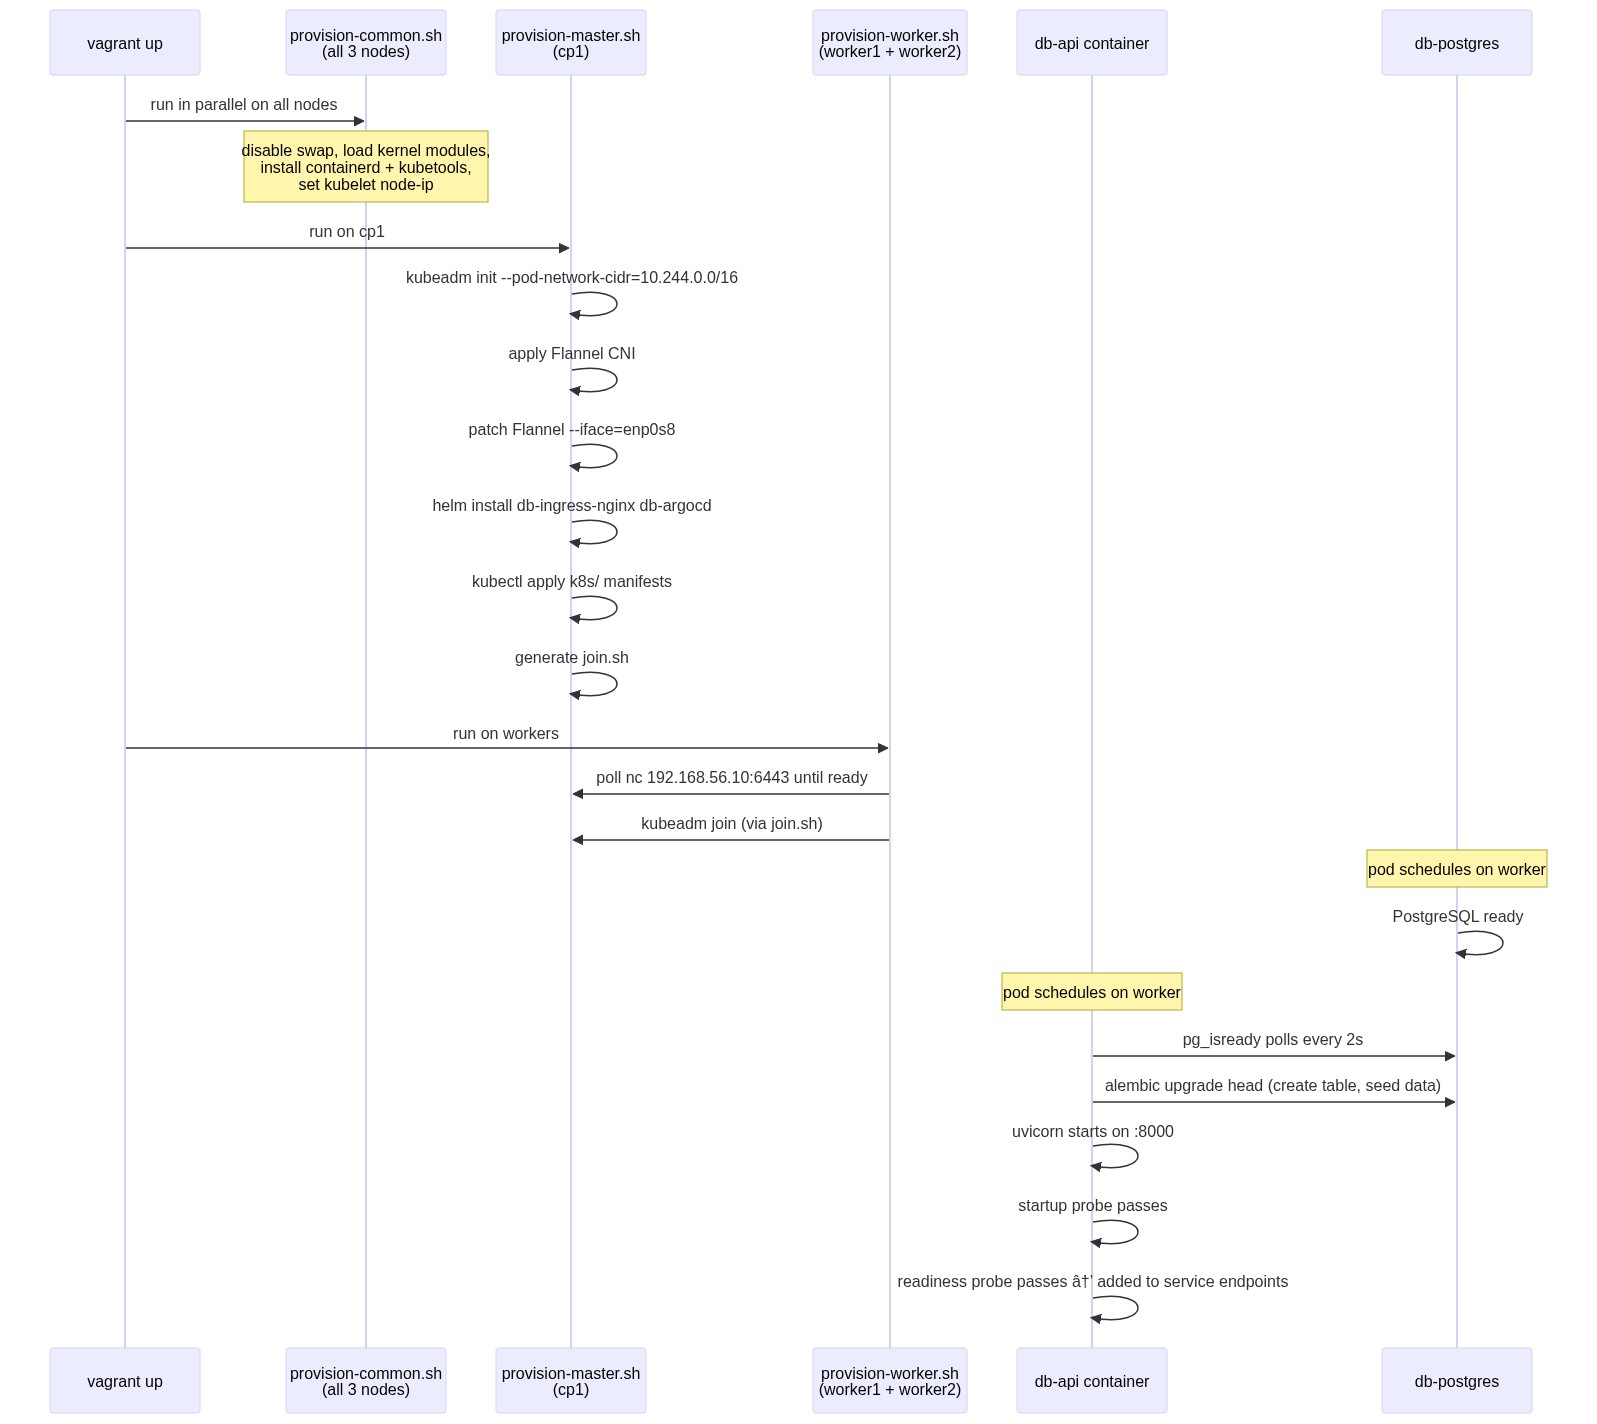 vagrant up
provision-common.sh
(all 3 nodes)
provision-master.sh
(cp1)
provision-worker.sh
(worker1 + worker2)
db-api container
db-postgres
run in parallel on all nodes
disable swap, load kernel modules,
install containerd + kubetools,
set kubelet node-ip
run on cp1
kubeadm init --pod-network-cidr=10.244.0.0/16
apply Flannel CNI
patch Flannel --iface=enp0s8
helm install db-ingress-nginx db-argocd
kubectl apply k8s/ manifests
generate join.sh
run on workers
poll nc 192.168.56.10:6443 until ready
kubeadm join (via join.sh)
pod schedules on worker
PostgreSQL ready
pod schedules on worker
pg_isready polls every 2s
alembic upgrade head (create table, seed data)
uvicorn starts on :8000
startup probe passes
readiness probe passes â†’ added to service endpoints
vagrant up
provision-common.sh
(all 3 nodes)
provision-master.sh
(cp1)
provision-worker.sh
(worker1 + worker2)
db-api container
db-postgres